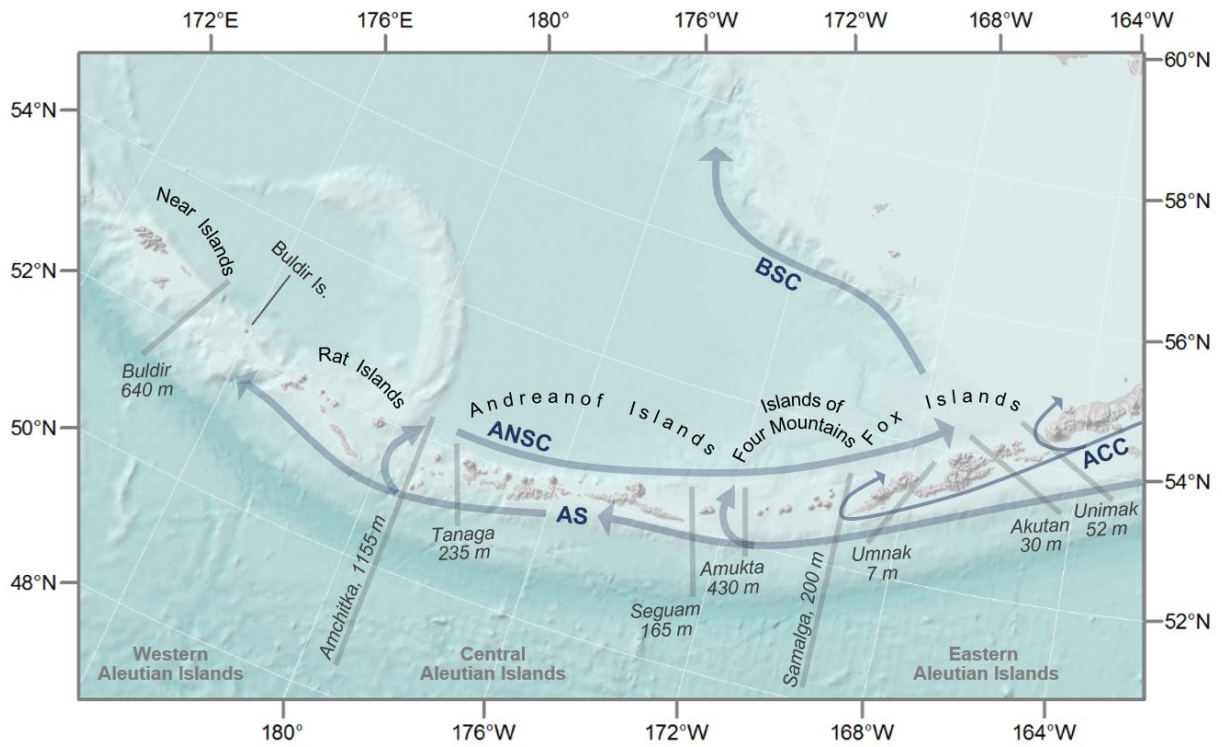 172°E 176°E 180° 176°W 172°W 168°W 164°W
60°N
54°N
58°N
Near Islands
Buldir Is.
52°N
BSC
56°N
Buldir
640 m
Rat Islands
Andreanof Islands
Islands of
Four Mountains
Fox Islands
50°N
ANSC
ACC
54°N
AS
Tanaga
235 m
Amchitka, 1155 m
Amukta
430 m
Seguam
165 m
Samalga, 200 m
Umnak
7 m
Akutan
30 m
Unimak
52 m
48°N
52°N
Western
Aleutian Islands
Central
Aleutian Islands
Eastern
Aleutian Islands
180° 176°W 172°W 168°W 164°W